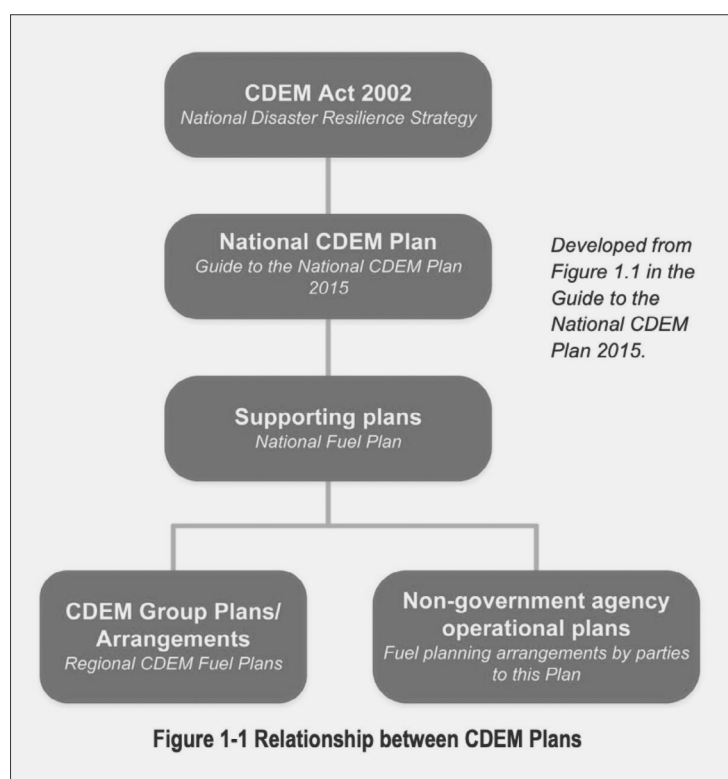 CDEM Act 2002
National Disaster Resilience Strategy
National CDEM Plan
Guide to the National CDEM Plan
2015
Developed from
Figure 1.1 in the
Guide to the
National CDEM
Plan 2015.
Supporting plans
National Fuel Plan
CDEM Group Plans/
Arrangements
Regional CDEM Fuel Plans
Non-government agency
operational plans
Fuel planning arrangements by parties
to this Plan
Figure 1-1 Relationship between CDEM Plans